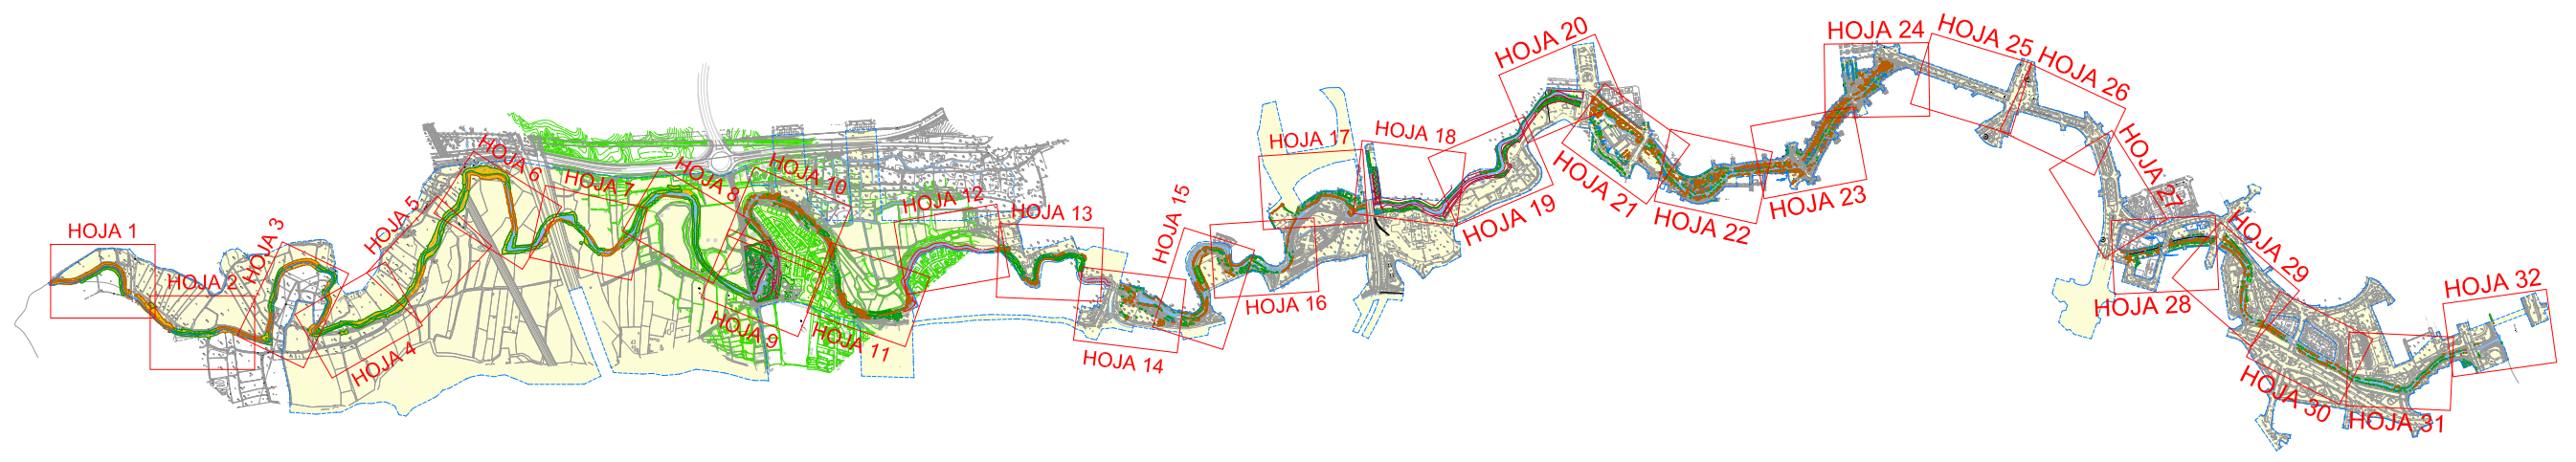 HOJA 1
HOJA 2
HOJA 3
HOJA 4
HOJA 5
HOJA 6
HOJA 7
HOJA 8
HOJA 9
HOJA 10
HOJA 11
HOJA 12
HOJA 13
HOJA 14
HOJA 15
HOJA 16
HOJA 17
HOJA 18
HOJA 19
HOJA 20
HOJA 21
HOJA 22
HOJA 23
HOJA 24
HOJA 25
HOJA 26
HOJA 27
HOJA 28
HOJA 29
HOJA 30
HOJA 31
HOJA 32